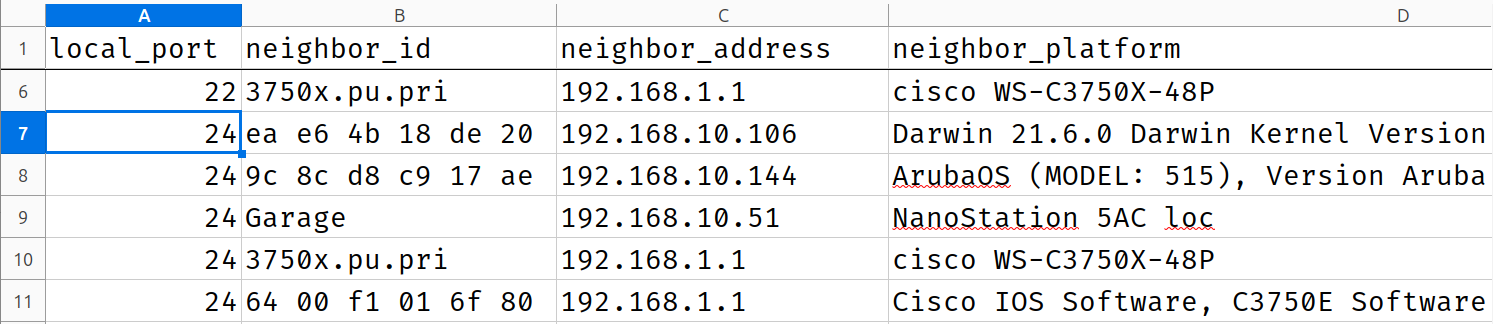 A B C D
1 local_port neighbor_id neighbor_address neighbor_platform
6 22 3750x.pu.pri 192.168.1.1 cisco WS-C3750X-48P
7 24 ea e6 4b 18 de 20 192.168.10.106 Darwin 21.6.0 Darwin Kernel Version
8 24 9c 8c d8 c9 17 ae 192.168.10.144 ArubaOS (MODEL: 515), Version Aruba
9 24 Garage 192.168.10.51 NanoStation 5AC loc
10 24 3750x.pu.pri 192.168.1.1 cisco WS-C3750X-48P
11 24 64 00 f1 01 6f 80 192.168.1.1 Cisco IOS Software, C3750E Software